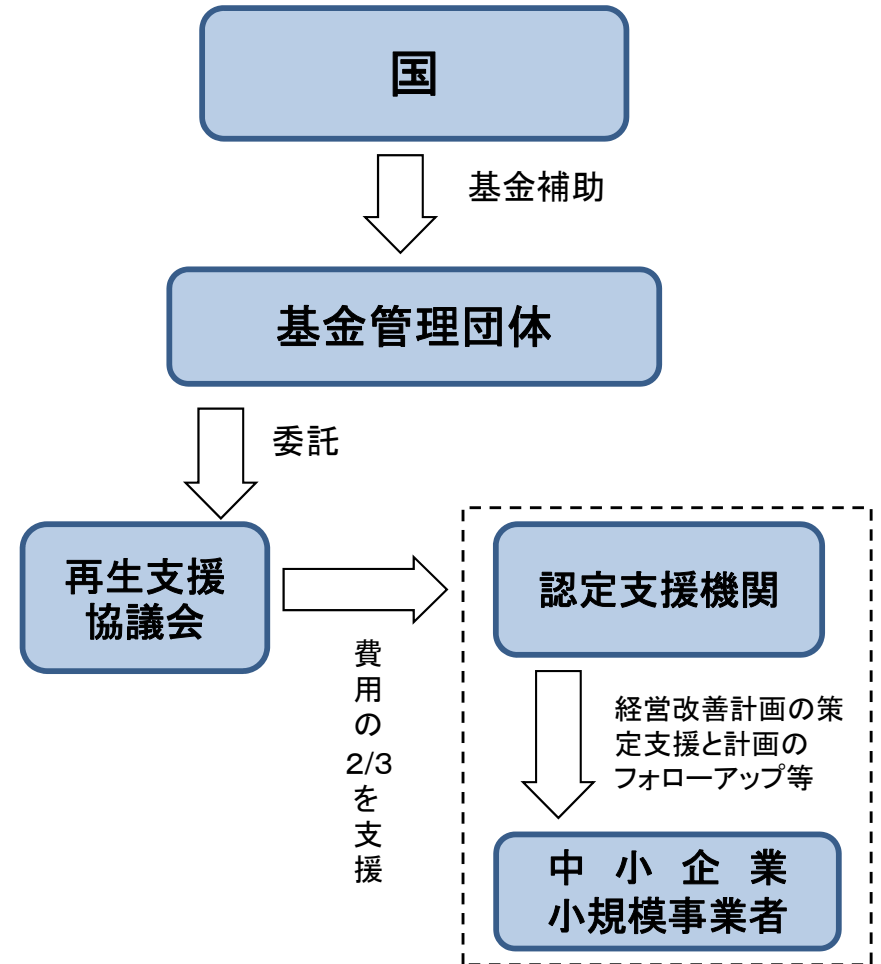 国
基金補助
基金管理団体
委託
再生支援
協議会
認定支援機関
費用の2/3を支援
経営改善計画の策
定支援と計画の
フォローアップ等
中小企業
小規模事業者